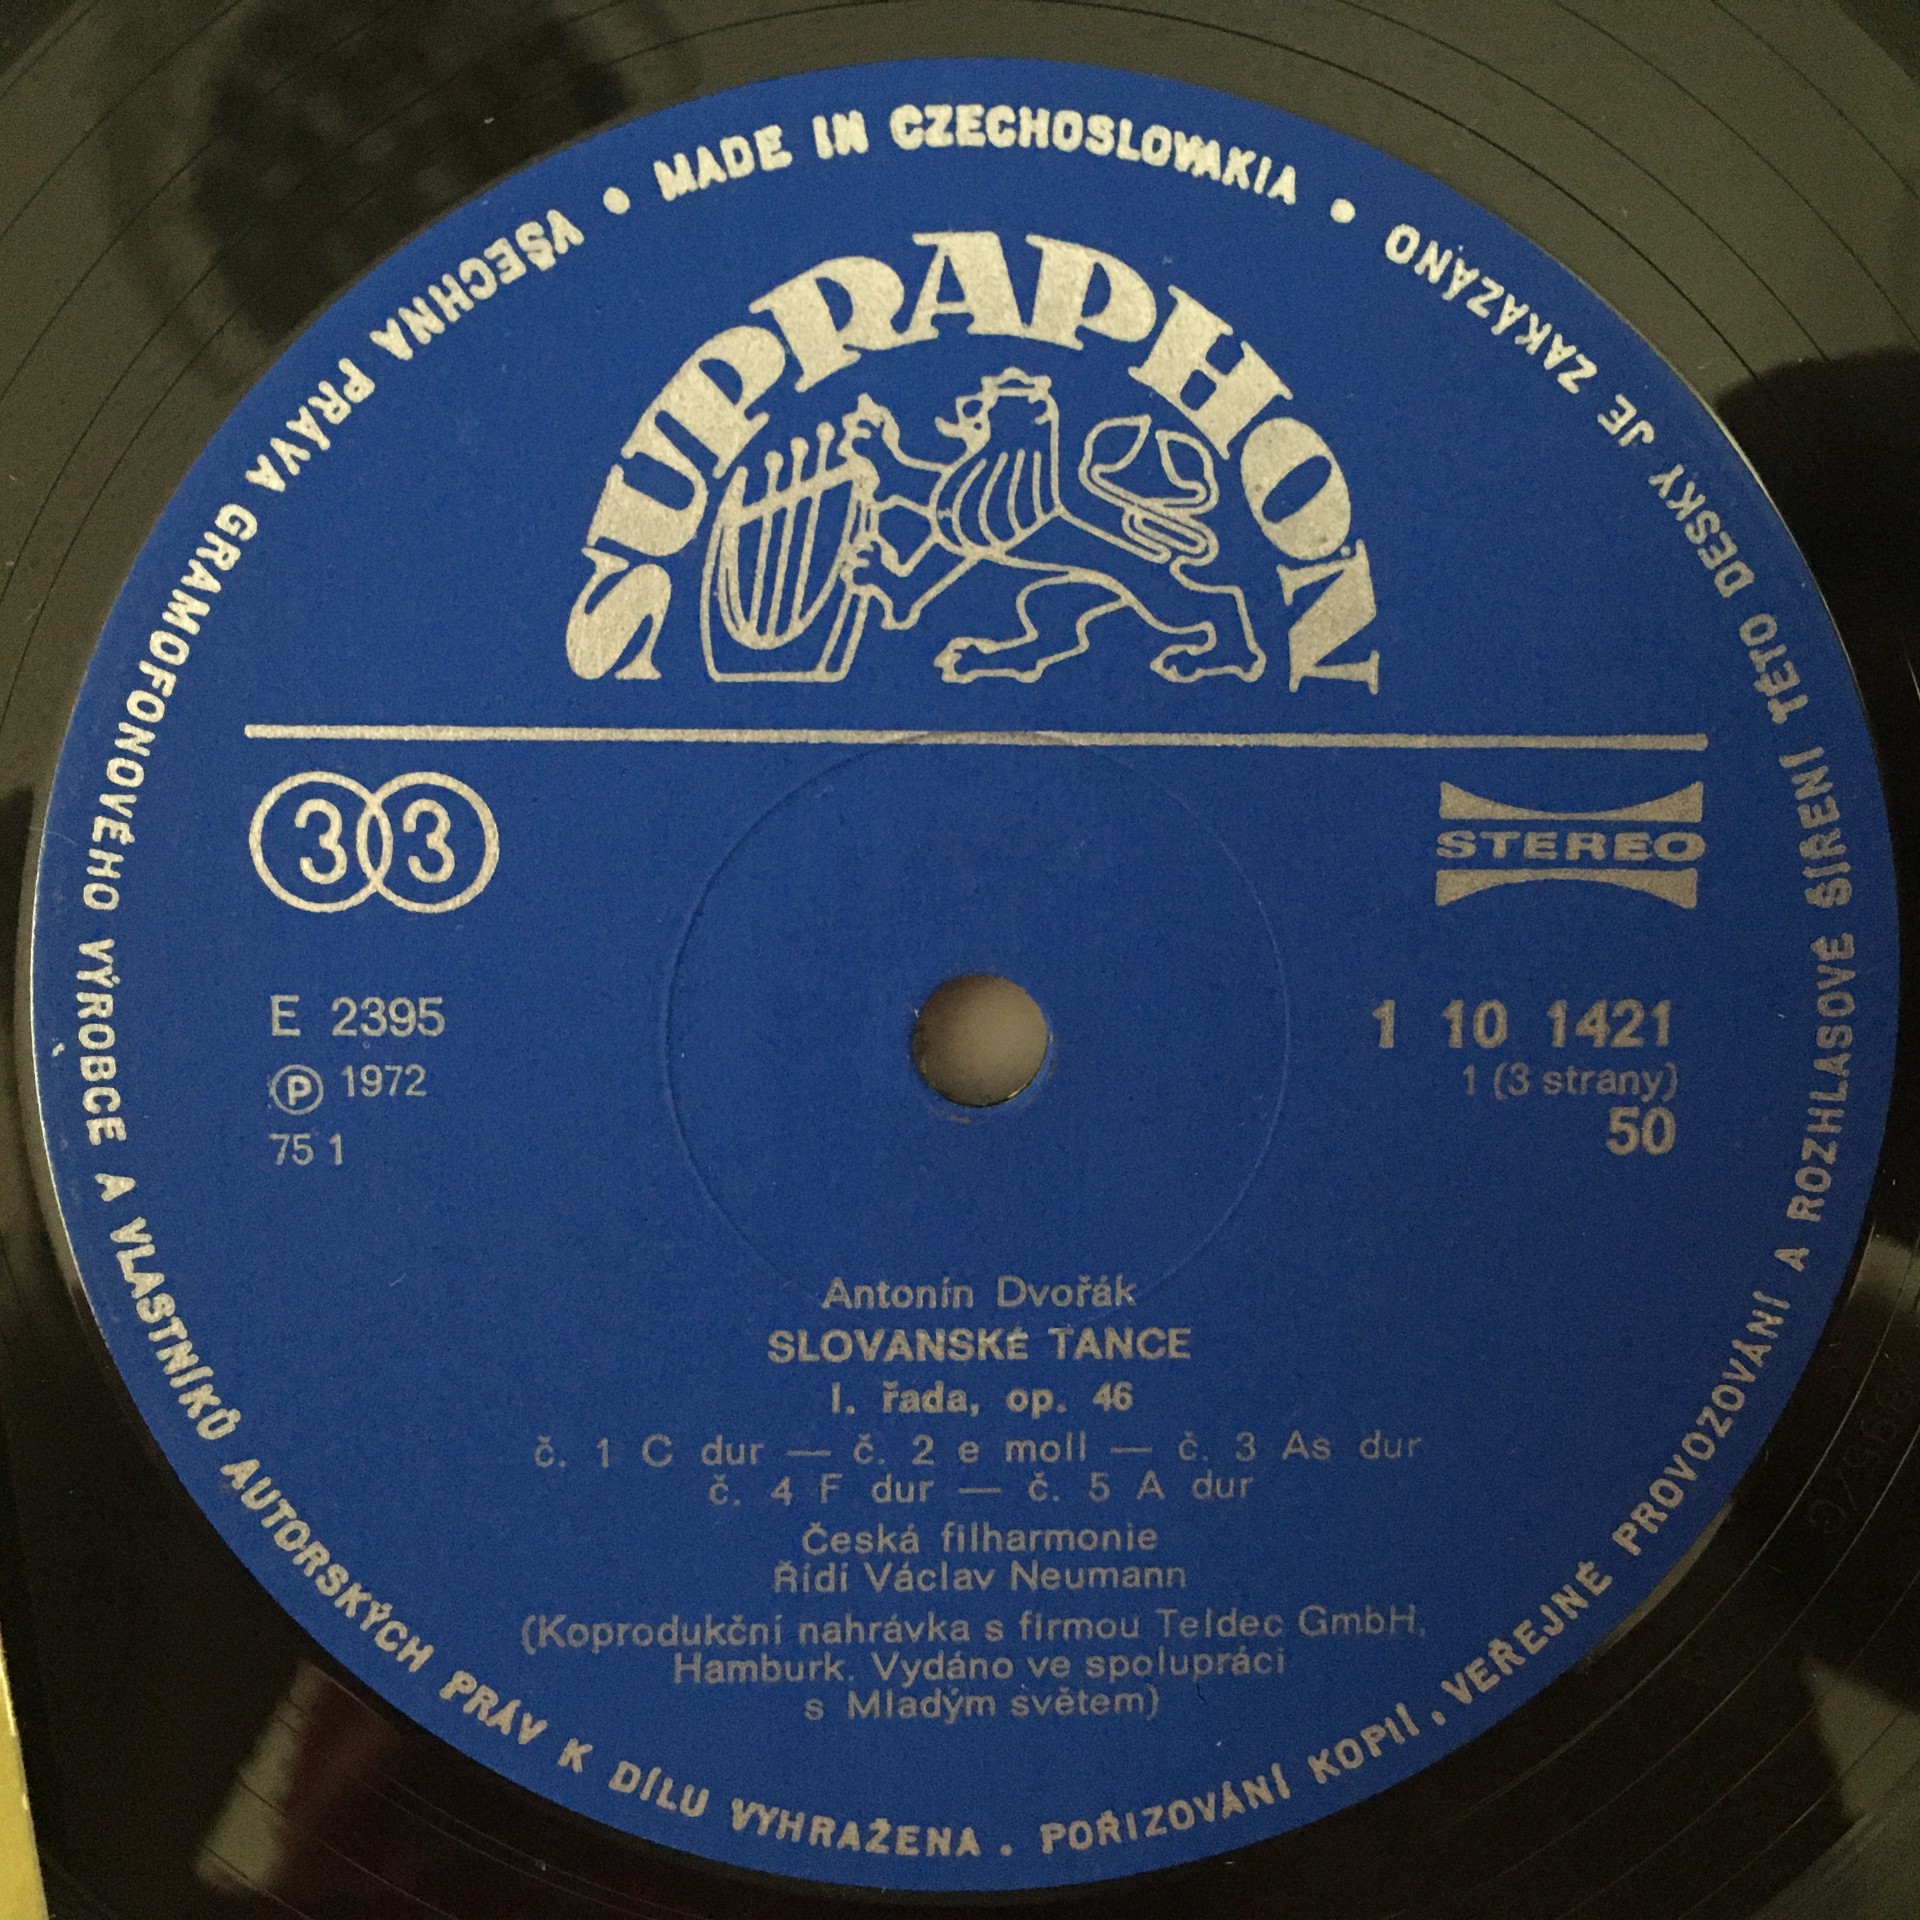 MADE IN CZECHOSLOVAKIA •
VŠECHNA PRÁVA GRAMOFONOVÉHO VÝROBCE A VLASTNÍKŮ AUTORSKÝCH PRÁV K DÍLU VYHRAŽENA . POŘIZOVÁNÍ KOPIÍ, VEŘEJNÉ PROVOZOVÁNÍ A ROZHLASOVÉ ŠÍŘENÍ TÉTO DESKY JE ZAKÁZÁNO •
SUPRAPHON
33
STEREO
E 2395
Ⓟ 1972
75 1
1 10 1421
1 (3 strany)
50
Antonín Dvořák
SLOVANSKÉ TANCE
I. řada, op. 46
č. 1 C dur — č. 2 e moll — č. 3 As dur
č. 4 F dur — č. 5 A dur
Česká filharmonie
Řídí Václav Neumann
(Koprodukční nahrávka s firmou Teldec GmbH,
Hamburk. Vydáno ve spolupráci
s Mladým světem)